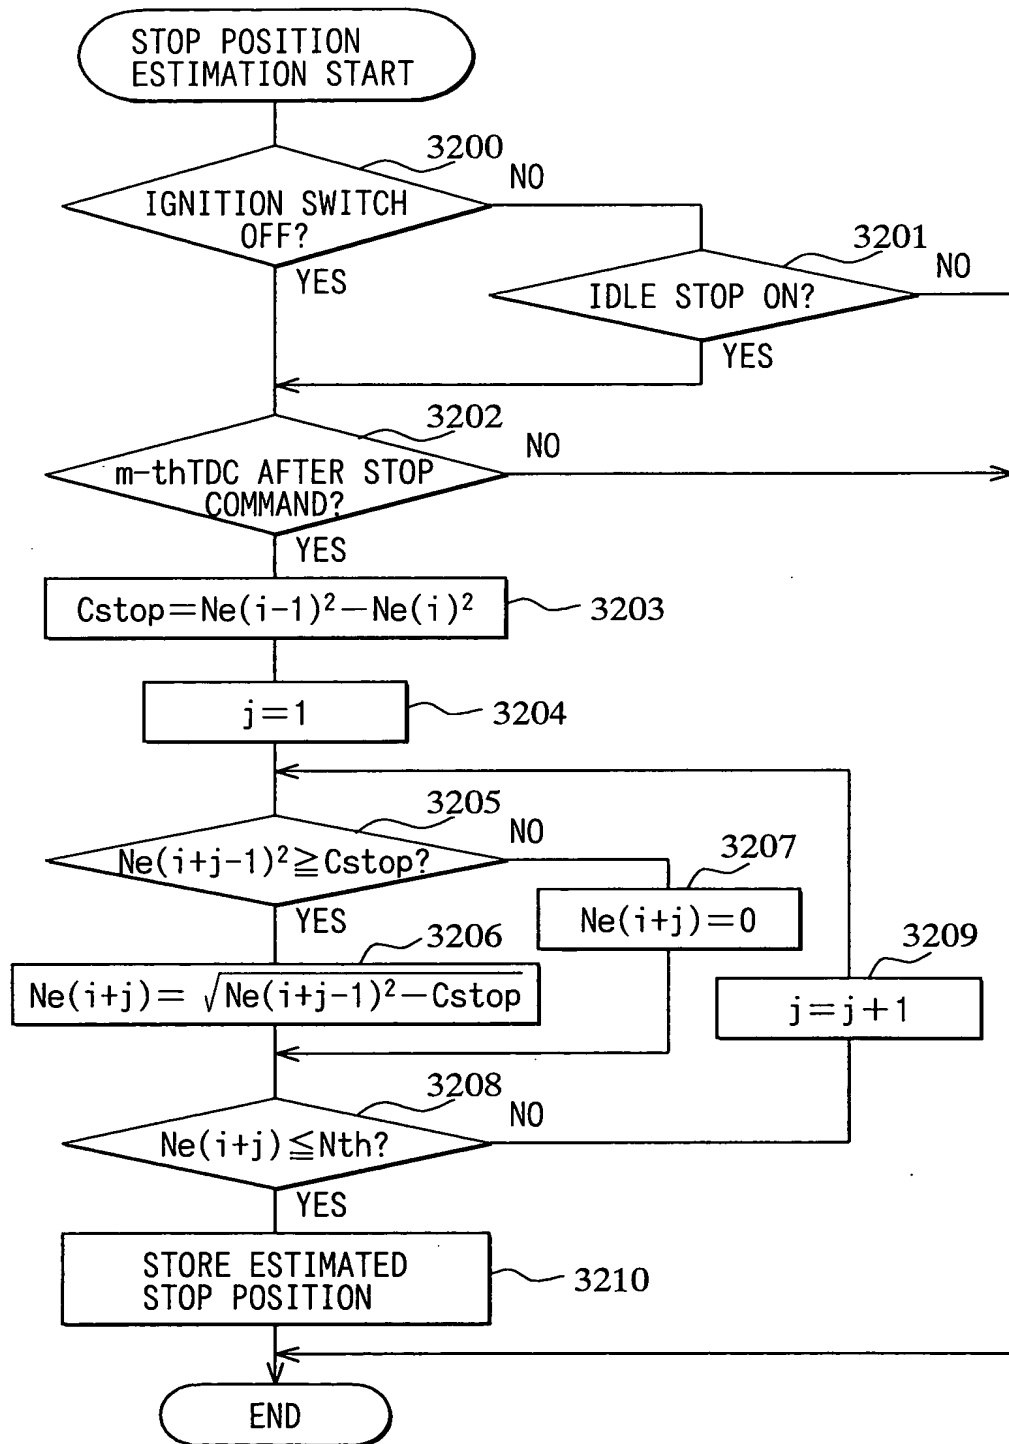 STOP POSITION
ESTIMATION START
3200
NO
IGNITION SWITCH
OFF?
YES
3201
NO
IDLE STOP ON?
YES
3202
NO
m-thTDC AFTER STOP
COMMAND?
YES
Cstop=Ne(i-1)²-Ne(i)²
3203
j=1
3204
3205
NO
Ne(i+j-1)²≧Cstop?
YES
3207
Ne(i+j)=0
3206
Ne(i+j)=√Ne(i+j-1)²-Cstop
3209
j=j+1
3208
NO
Ne(i+j)≦Nth?
YES
STORE ESTIMATED
STOP POSITION
3210
END